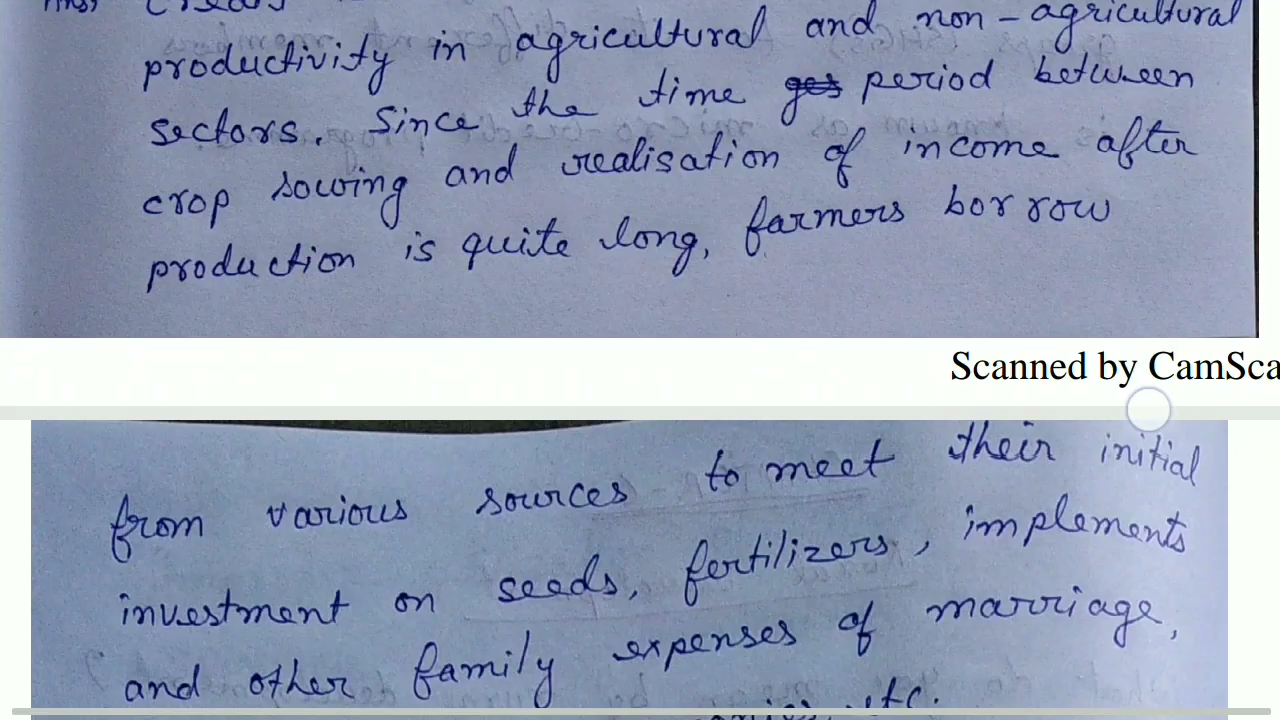 productivity in agricultural and non-agricultural
sectors. Since the time period between
crop sowing and realisation of income after
production is quite long, farmers borrow
Scanned by CamSca
from various sources to meet their initial
investment on seeds, fertilizers, implements
and other family expenses of marriage,
etc.